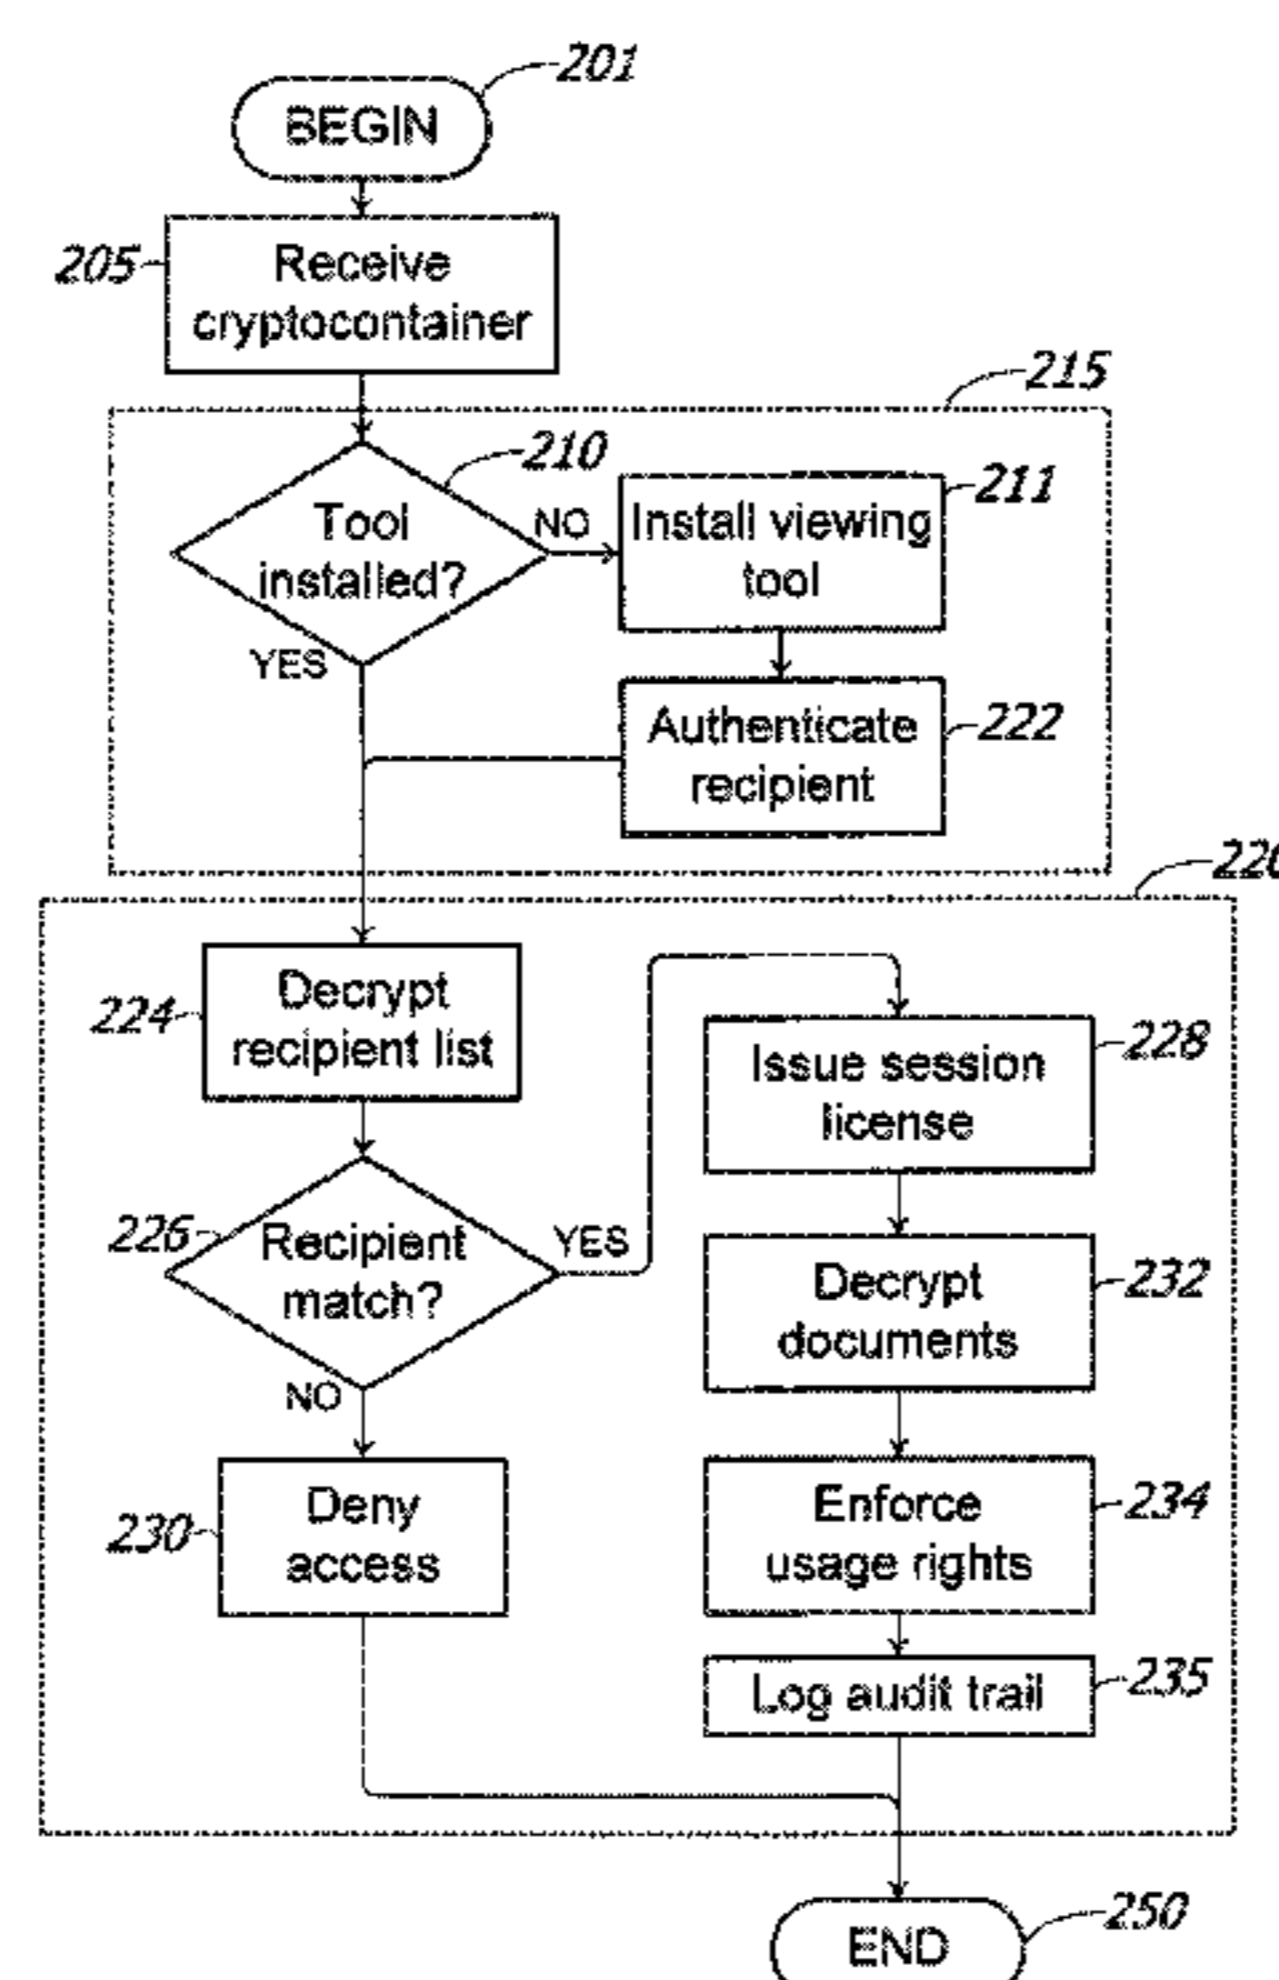 201
BEGIN
205
Receive
cryptocontainer
215
210
211
Tool
installed?
NO
Install viewing
tool
YES
222
Authenticate
recipient
224
Decrypt
recipient list
228
Issue session
license
226
Recipient
match?
YES
232
Decrypt
documents
NO
230
Deny
access
234
Enforce
usage rights
235
Log audit trail
250
END